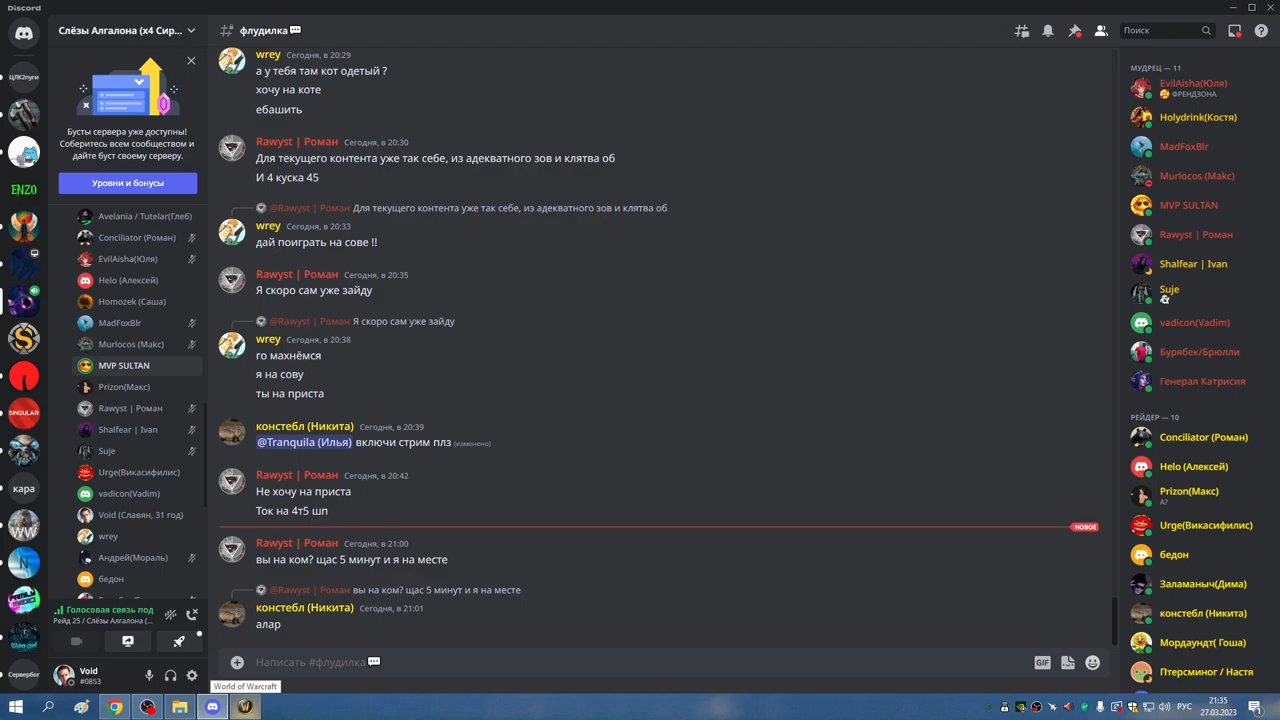 Discord
Слёзы Алгалона (x4 Сир...
флудилка
Поиск
ЦЛК2пуги
ENZO
SINGULAR
кара
WW
N
Серверbor
Бусты сервера уже доступны!
Соберитесь всем сообществом и
дайте буст своему серверу.
Уровни и бонусы
Avelania / Tutelar(Глеб)
Conciliator (Роман)
EvilAisha(Юля)
Helo (Алексей)
Homozek (Саша)
MadFoxBlr
Murlocos (Макс)
MVP SULTAN
Prizon(Макс)
Rawyst | Роман
Shalfear | Ivan
Suje
Urge(Викасифилис)
vadicon(Vadim)
Void (Славян, 31 год)
wrey
Андрей(Мораль)
бедон
Голосовая связь под
Рейд 25 / Слёзы Алгалона (...
Void
#0853
wrey Сегодня, в 20:29
а у тебя там кот одетый ?
хочу на коте
ебашить
Rawyst | Роман Сегодня, в 20:30
Для текущего контента уже так себе, из адекватного зов и клятва об
И 4 куска 45
@Rawyst | Роман Для текущего контента уже так себе, из адекватного зов и клятва об
wrey Сегодня, в 20:33
дай поиграть на сове !!
Rawyst | Роман Сегодня, в 20:35
Я скоро сам уже зайду
@Rawyst | Роман Я скоро сам уже зайду
wrey Сегодня, в 20:38
го махнёмся
я на сову
ты на приста
констебл (Никита) Сегодня, в 20:39
@Tranquila (Илья) включи стрим плз (изменено)
Rawyst | Роман Сегодня, в 20:42
Не хочу на приста
Ток на 4т5 шп
НОВОЕ
Rawyst | Роман Сегодня, в 21:00
вы на ком? щас 5 минут и я на месте
@Rawyst | Роман вы на ком? щас 5 минут и я на месте
констебл (Никита) Сегодня, в 21:01
алар
Написать #флудилка
GIF
МУДРЕЦ — 11
EvilAisha(Юля)
ФРЕНДЗОНА
Holydrink(Костя)
MadFoxBlr
Murlocos (Макс)
MVP SULTAN
Rawyst | Роман
Shalfear | Ivan
Suje
vadicon(Vadim)
Бурябек/Брюлли
Генерал Катрисия
РЕЙДЕР — 10
Conciliator (Роман)
Helo (Алексей)
Prizon(Макс)
А?
Urge(Викасифилис)
бедон
Заламаныч(Дима)
констебл (Никита)
Мордаундт( Гоша)
Птерсминог / Настя
World of Warcraft
РУС
21:35
27.03.2023